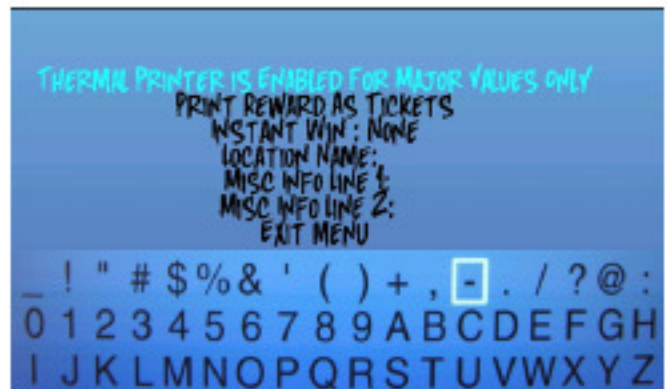 THERMAL PRINTER IS ENABLED FOR MAJOR VALUES ONLY
PRINT REWARD AS TICKETS
INSTANT WIN : NONE
LOCATION NAME:
MISC INFO LINE 1:
MISC INFO LINE 2:
EXIT MENU
_ ! " # $ % & ' ( ) + , - . / ? @ :
0 1 2 3 4 5 6 7 8 9 A B C D E F G H
I J K L M N O P Q R S T U V W X Y Z